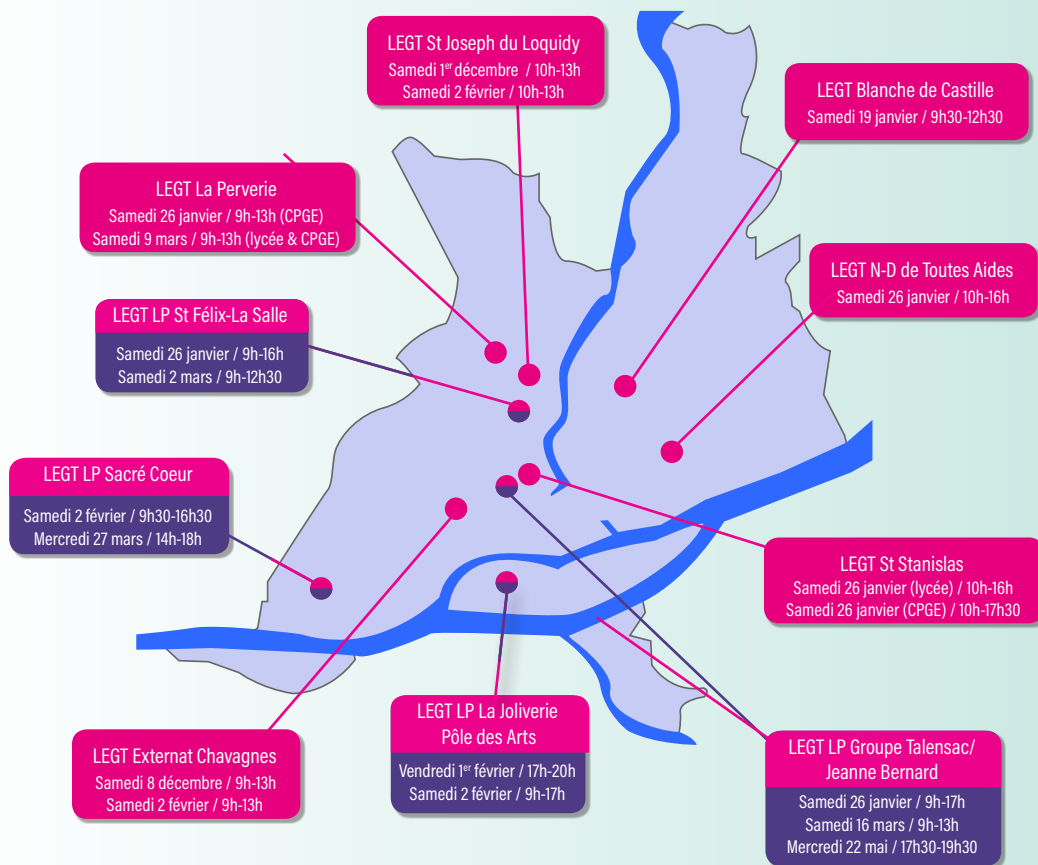 LEGT St Joseph du Loquidy
Samedi 1er décembre / 10h-13h
Samedi 2 février / 10h-13h
LEGT Blanche de Castille
Samedi 19 janvier / 9h30-12h30
LEGT La Perverie
Samedi 26 janvier / 9h-13h (CPGE)
Samedi 9 mars / 9h-13h (lycée & CPGE)
LEGT N-D de Toutes Aides
Samedi 26 janvier / 10h-16h
LEGT LP St Félix-La Salle
Samedi 26 janvier / 9h-16h
Samedi 2 mars / 9h-12h30
LEGT LP Sacré Coeur
Samedi 2 février / 9h30-16h30
Mercredi 27 mars / 14h-18h
LEGT St Stanislas
Samedi 26 janvier (lycée) / 10h-16h
Samedi 26 janvier (CPGE) / 10h-17h30
LEGT Externat Chavagnes
Samedi 8 décembre / 9h-13h
Samedi 2 février / 9h-13h
LEGT LP La Joliverie
Pôle des Arts
Vendredi 1er février / 17h-20h
Samedi 2 février / 9h-17h
LEGT LP Groupe Talensac/
Jeanne Bernard
Samedi 26 janvier / 9h-17h
Samedi 16 mars / 9h-13h
Mercredi 22 mai / 17h30-19h30